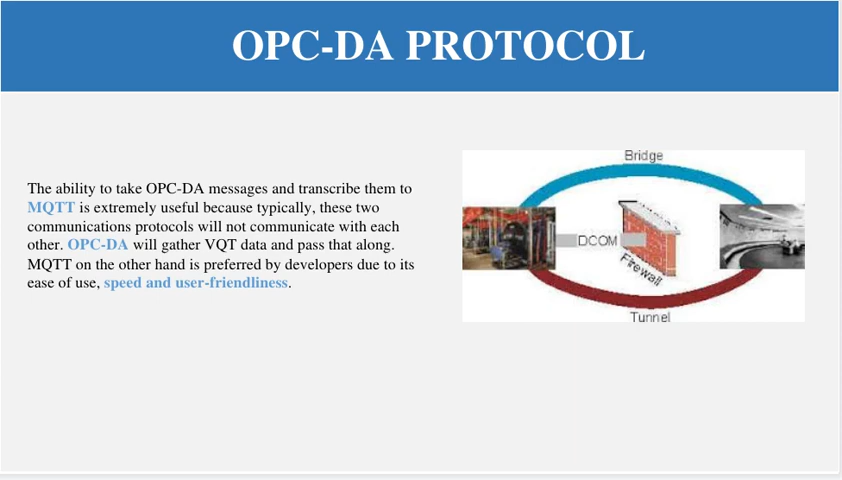 OPC-DA PROTOCOL
The ability to take OPC-DA messages and transcribe them to
MQTT is extremely useful because typically, these two
communications protocols will not communicate with each
other. OPC-DA will gather VQT data and pass that along.
MQTT on the other hand is preferred by developers due to its
ease of use, speed and user-friendliness.
Bridge
DCOM
Firewall
Tunnel